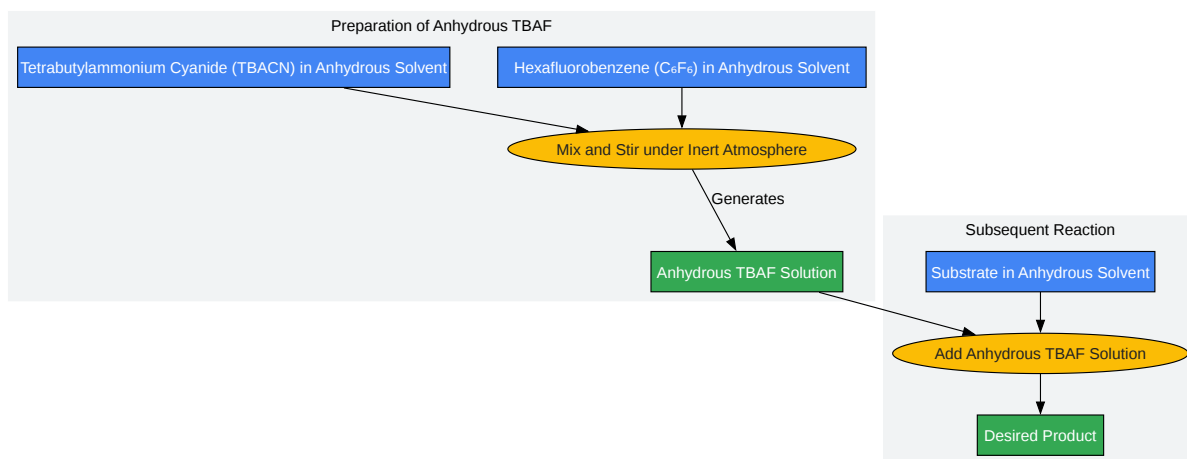 Preparation of Anhydrous TBAF
Tetrabutylammonium Cyanide (TBACN) in Anhydrous Solvent
Hexafluorobenzene (C₆F₆) in Anhydrous Solvent
Mix and Stir under Inert Atmosphere
Generates
Anhydrous TBAF Solution
Subsequent Reaction
Substrate in Anhydrous Solvent
Add Anhydrous TBAF Solution
Desired Product